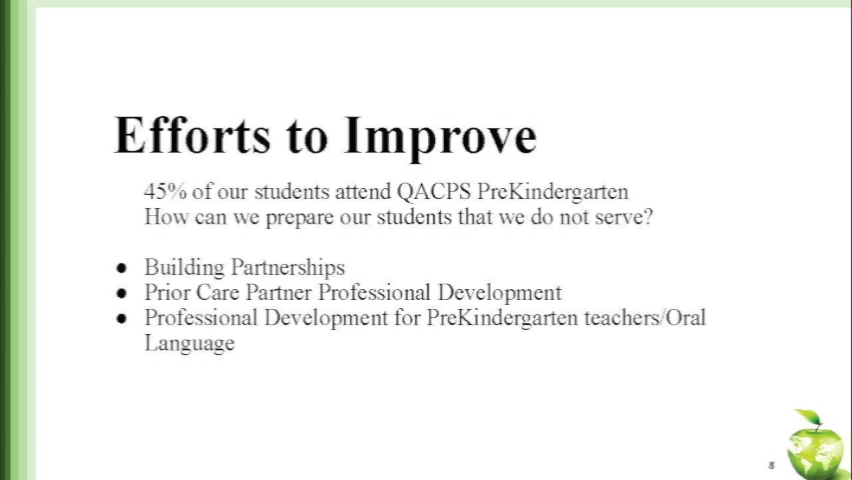 Efforts to Improve
45% of our students attend QACPS PreKindergarten
How can we prepare our students that we do not serve?
● Building Partnerships
● Prior Care Partner Professional Development
● Professional Development for PreKindergarten teachers/Oral
Language
8